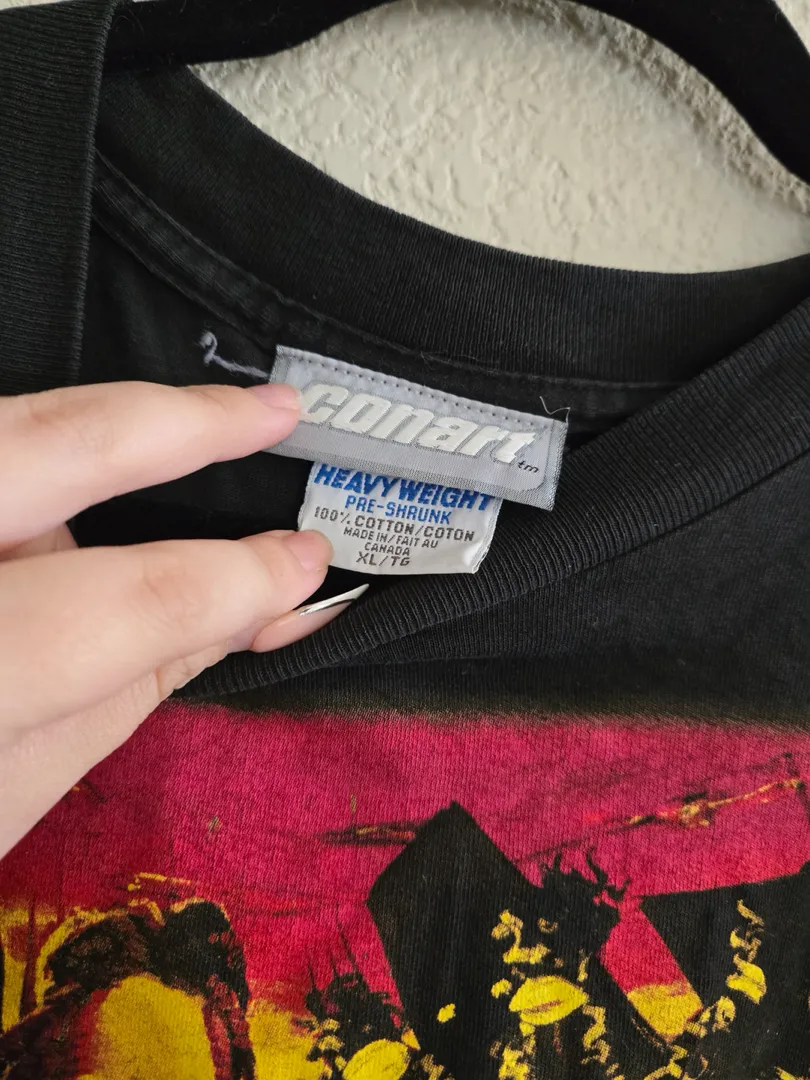 conart tm
HEAVYWEIGHT
PRE-SHRUNK
100% COTTON/COTON
MADE IN/FAIT AU
CANADA
XL/TG